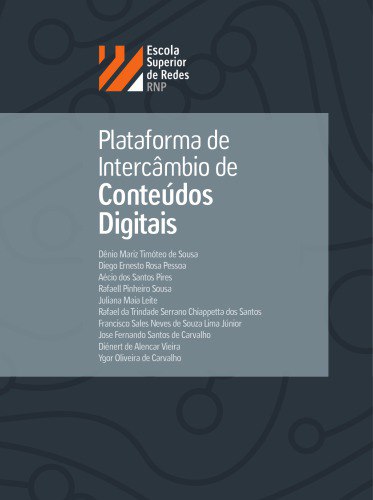 Escola
Superior
de Redes
RNP
Plataforma de
Intercâmbio de
Conteúdos
Digitais
Dênio Mariz Timóteo de Sousa
Diego Ernesto Rosa Pessoa
Aécio dos Santos Pires
Rafaell Pinheiro Sousa
Juliana Maia Leite
Rafael da Trindade Serrano Chiappetta dos Santos
Francisco Sales Neves de Souza Lima Júnior
Jose Fernando Santos de Carvalho
Diénert de Alencar Vieira
Ygor Oliveira de Carvalho